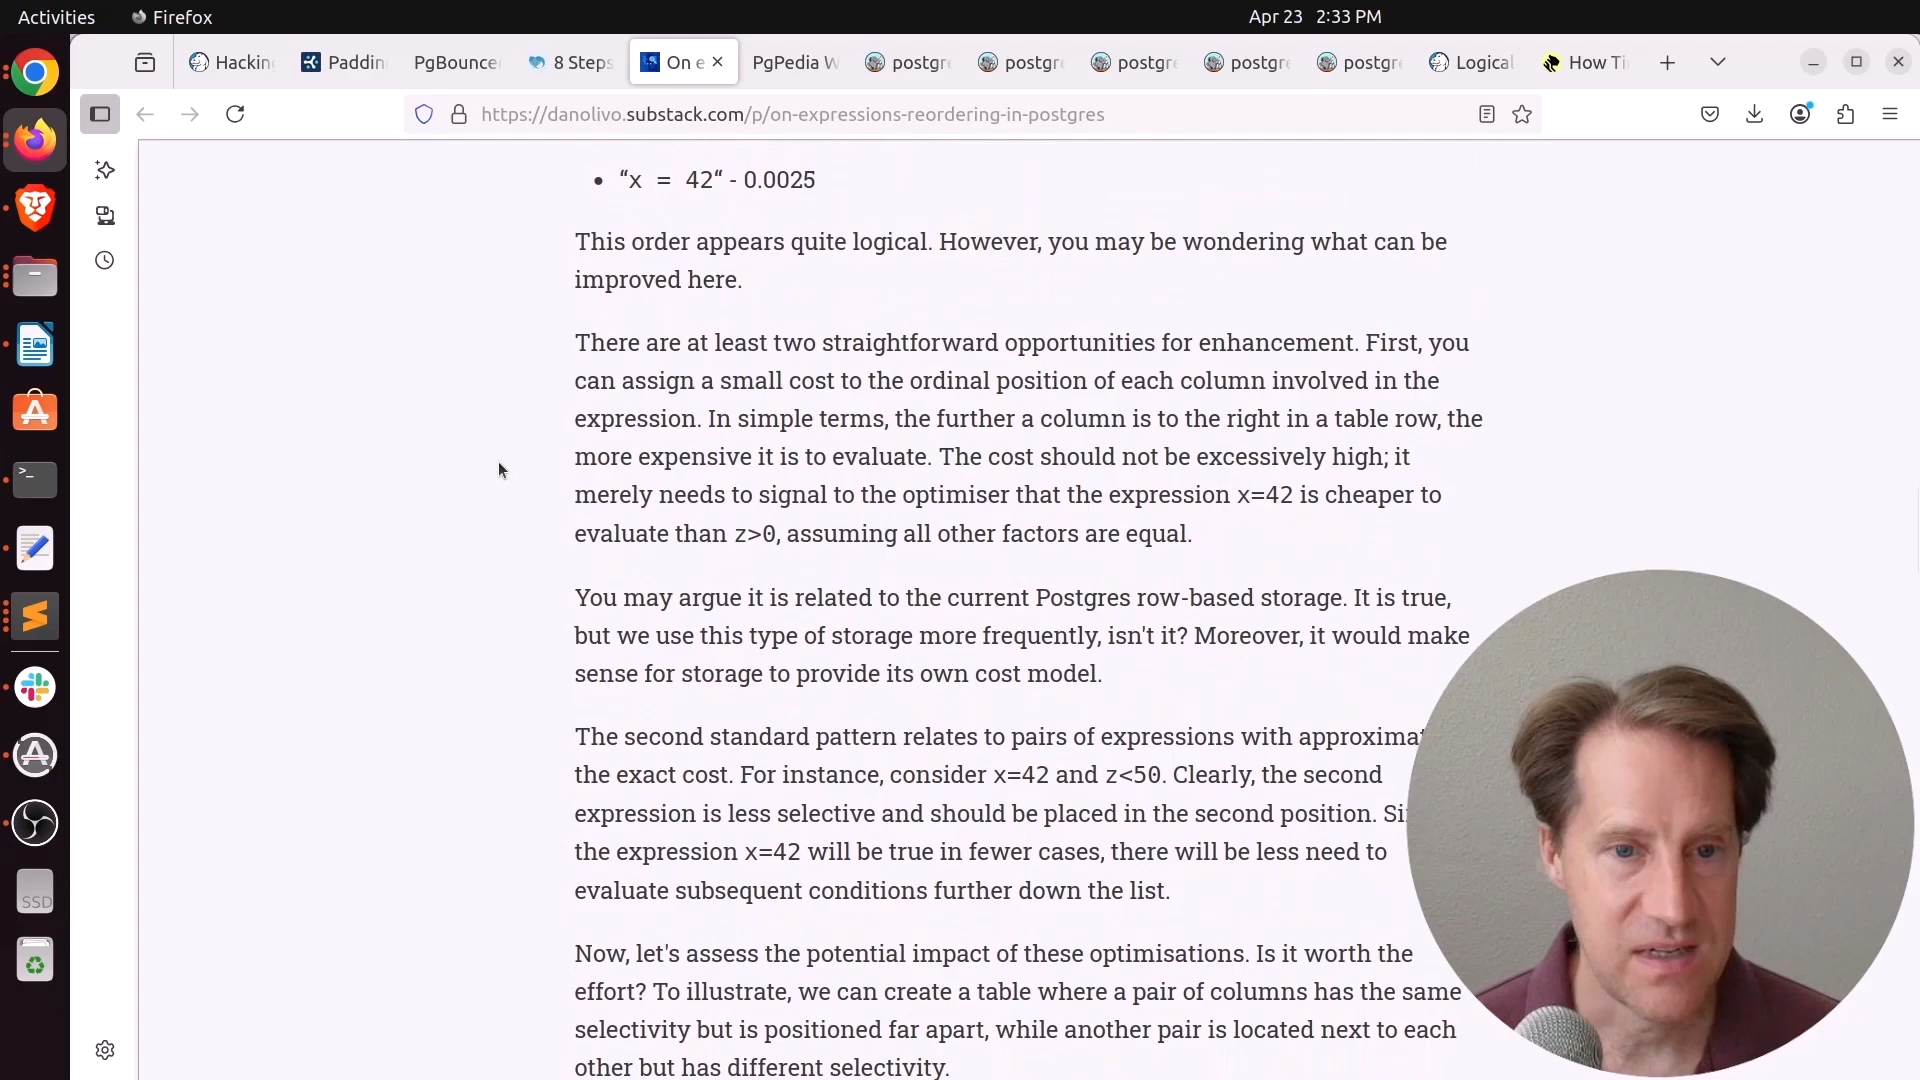 Activities
Firefox
Apr 23 2:33 PM
Hacking
Paddin
PgBounce
8 Steps
On e
PgPedia W
postgre
postgre
postgre
postgre
postgre
Logical
How Ti
https://danolivo.substack.com/p/on-expressions-reordering-in-postgres
• “x = 42“ - 0.0025
This order appears quite logical. However, you may be wondering what can be
improved here.
There are at least two straightforward opportunities for enhancement. First, you
can assign a small cost to the ordinal position of each column involved in the
expression. In simple terms, the further a column is to the right in a table row, the
more expensive it is to evaluate. The cost should not be excessively high; it
merely needs to signal to the optimiser that the expression x=42 is cheaper to
evaluate than z>0, assuming all other factors are equal.
You may argue it is related to the current Postgres row-based storage. It is true,
but we use this type of storage more frequently, isn't it? Moreover, it would make
sense for storage to provide its own cost model.
The second standard pattern relates to pairs of expressions with approximat
the exact cost. For instance, consider x=42 and z<50. Clearly, the second
expression is less selective and should be placed in the second position. Si
the expression x=42 will be true in fewer cases, there will be less need to
evaluate subsequent conditions further down the list.
Now, let's assess the potential impact of these optimisations. Is it worth the
effort? To illustrate, we can create a table where a pair of columns has the same
selectivity but is positioned far apart, while another pair is located next to each
other but has different selectivity.
SSD